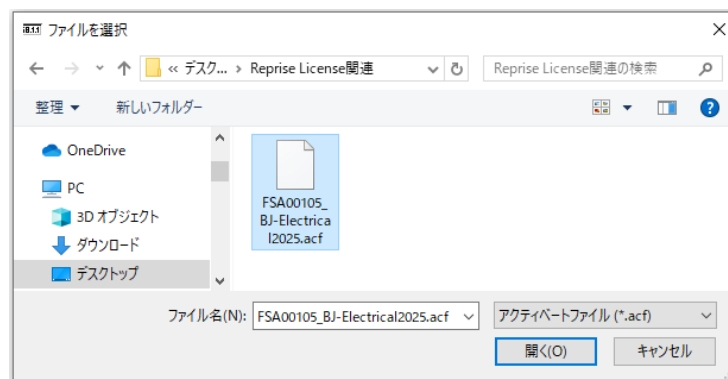 ファイルを選択
« デスク... › Reprise License関連
Reprise License関連の検索
整理
新しいフォルダー
OneDrive
PC
3D オブジェクト
ダウンロード
デスクトップ
FSA00105_
BJ-Electrica
l2025.acf
ファイル名(N):
FSA00105_BJ-Electrical2025.acf
アクティベートファイル (*.acf)
開く(O)
キャンセル